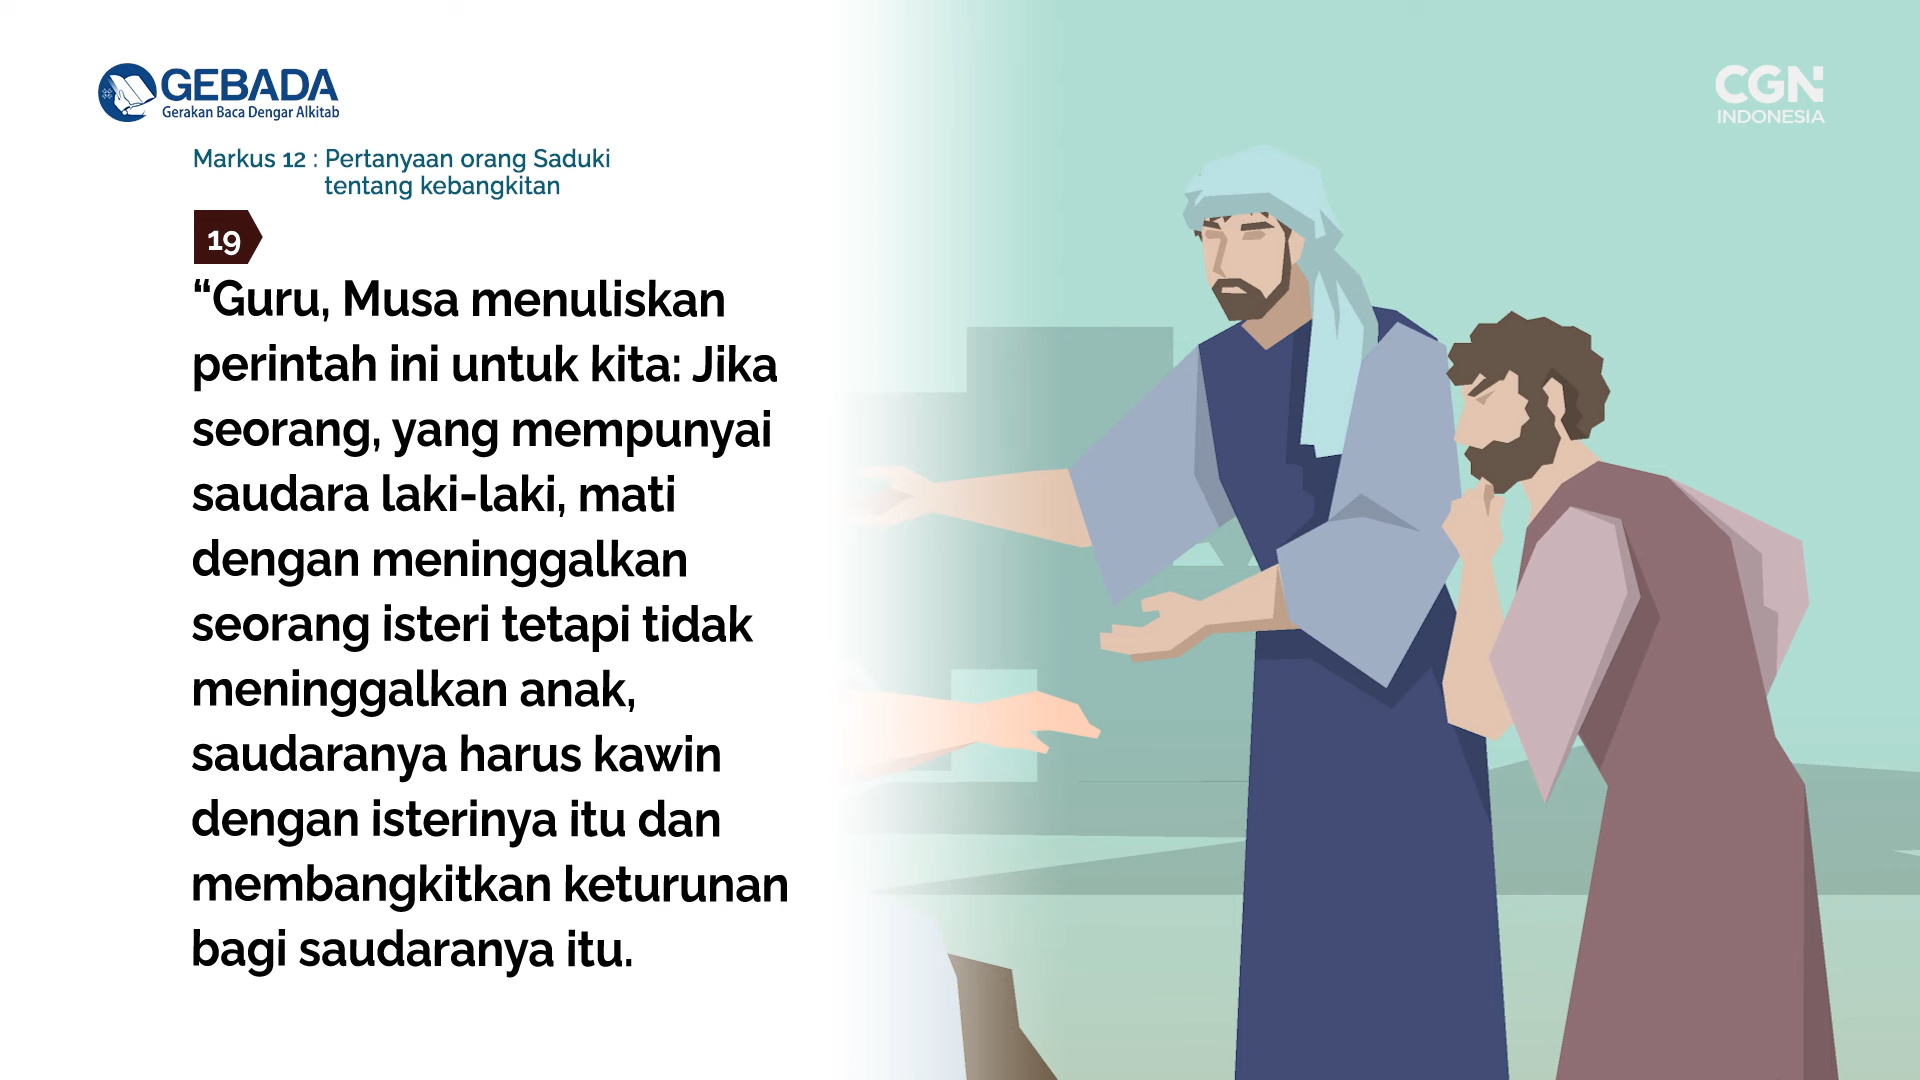 GEBADA
Gerakan Baca Dengar Alkitab
CGN
INDONESIA
Markus 12 : Pertanyaan orang Saduki
tentang kebangkitan
19
“Guru, Musa menuliskan
perintah ini untuk kita: Jika
seorang, yang mempunyai
saudara laki-laki, mati
dengan meninggalkan
seorang isteri tetapi tidak
meninggalkan anak,
saudaranya harus kawin
dengan isterinya itu dan
membangkitkan keturunan
bagi saudaranya itu.